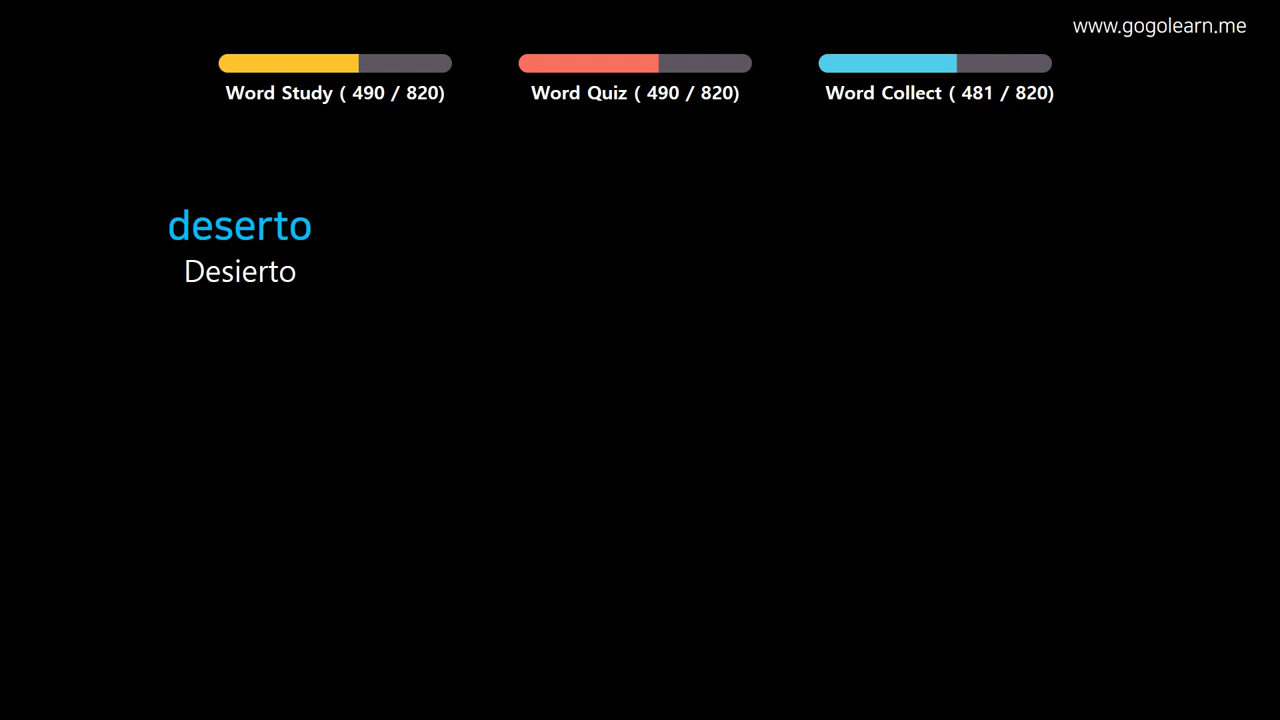 www.gogolearn.me
Word Study ( 490 / 820)
Word Quiz ( 490 / 820)
Word Collect ( 481 / 820)
deserto
Desierto